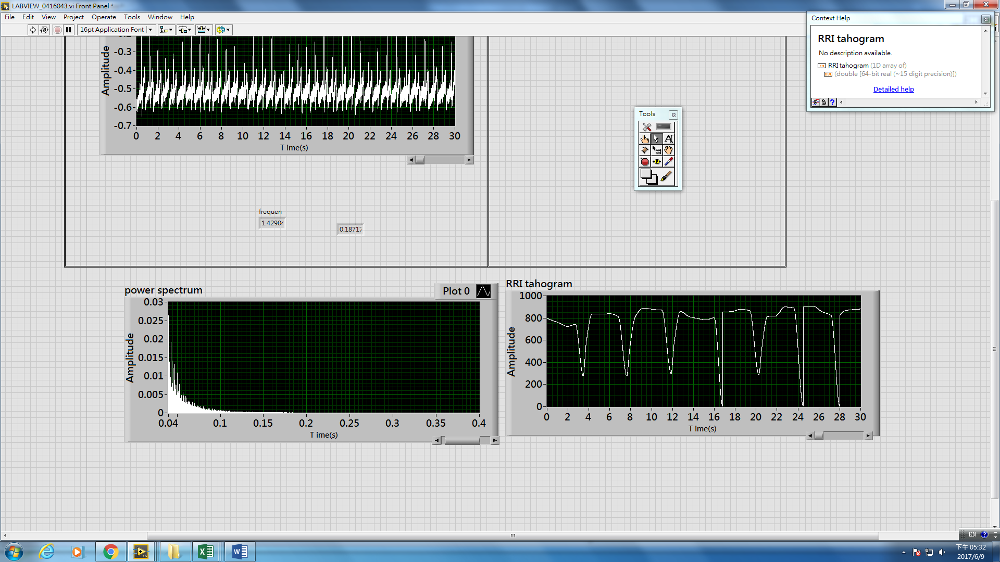 LABVIEW_0416043.vi Front Panel *
File Edit View Project Operate Tools Window Help
16pt Application Font
Context Help
RRI tahogram
No description available.
RRI tahogram (1D array of)
DBL (double [64-bit real (~15 digit precision)])
Detailed help
Amplitude
-0.3
-0.4
-0.5
-0.6
-0.7
0 2 4 6 8 10 12 14 16 18 20 22 24 26 28 30
T ime(s)
Tools
frequen
1.42904
0.18717
power spectrum
Plot 0
Amplitude
0.03
0.025
0.02
0.015
0.01
0.005
0
0.04 0.1 0.15 0.2 0.25 0.3 0.35 0.4
T ime(s)
RRI tahogram
Amplitude
1000
800
600
400
200
0
0 2 4 6 8 10 12 14 16 18 20 22 24 26 28 30
T ime(s)
EN
下午 05:32
2017/6/9